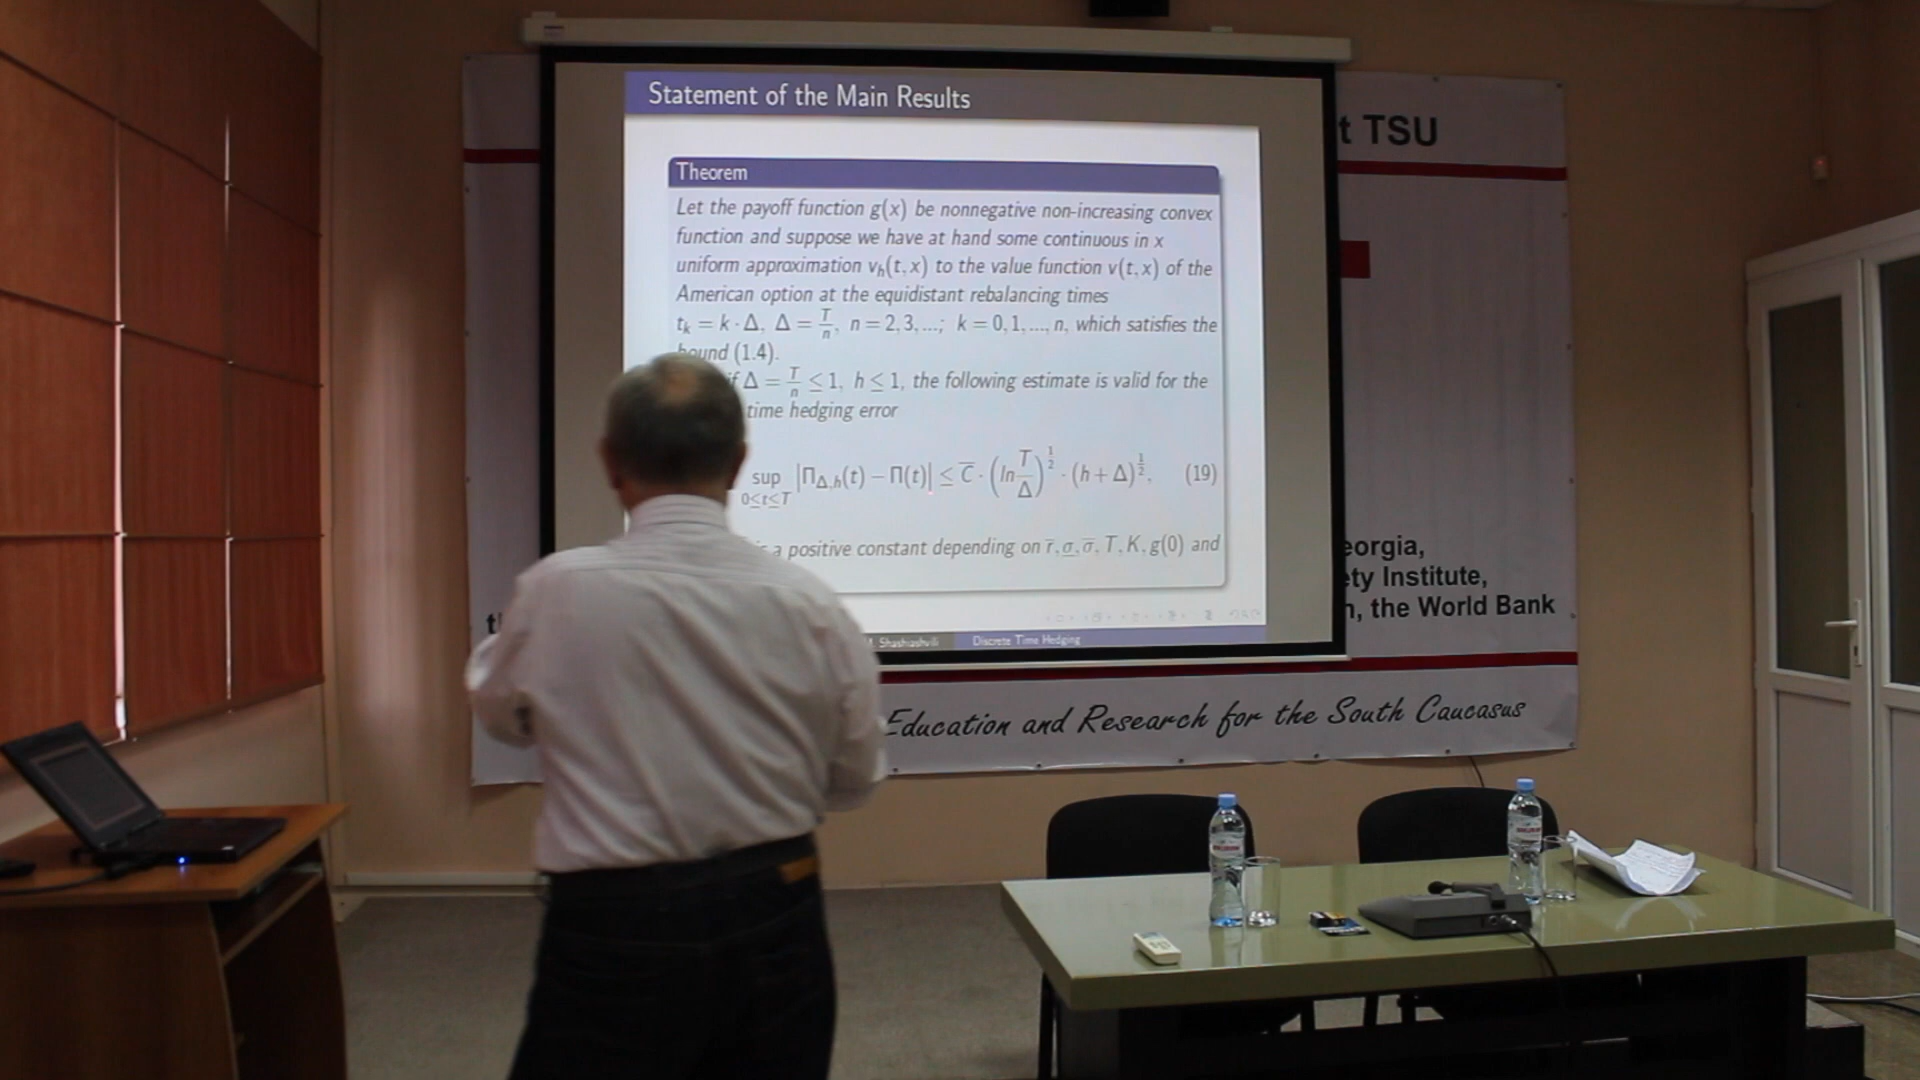 Statement of the Main Results
t TSU
Theorem
Let the payoff function g(x) be nonnegative non-increasing convex
function and suppose we have at hand some continuous in x
uniform approximation v_h(t, x) to the value function v(t, x) of the
American option at the equidistant rebalancing times
t_k = k · Δ, Δ = T/n, n = 2, 3, ...; k = 0, 1, ..., n, which satisfies the
bound (1.4).
if Δ = T/n ≤ 1, h ≤ 1, the following estimate is valid for the
time hedging error
sup_{0≤t≤T} |Π_{Δ,h}(t) − Π(t)| ≤ C̅ · (ln T/Δ)^{1/2} · (h + Δ)^{1/2}, (19)
a positive constant depending on r̅, σ̲, σ̅, T, K, g(0) and
eorgia,
ety Institute,
n, the World Bank
M. Shashiashvili Discrete Time Hedging
Education and Research for the South Caucasus